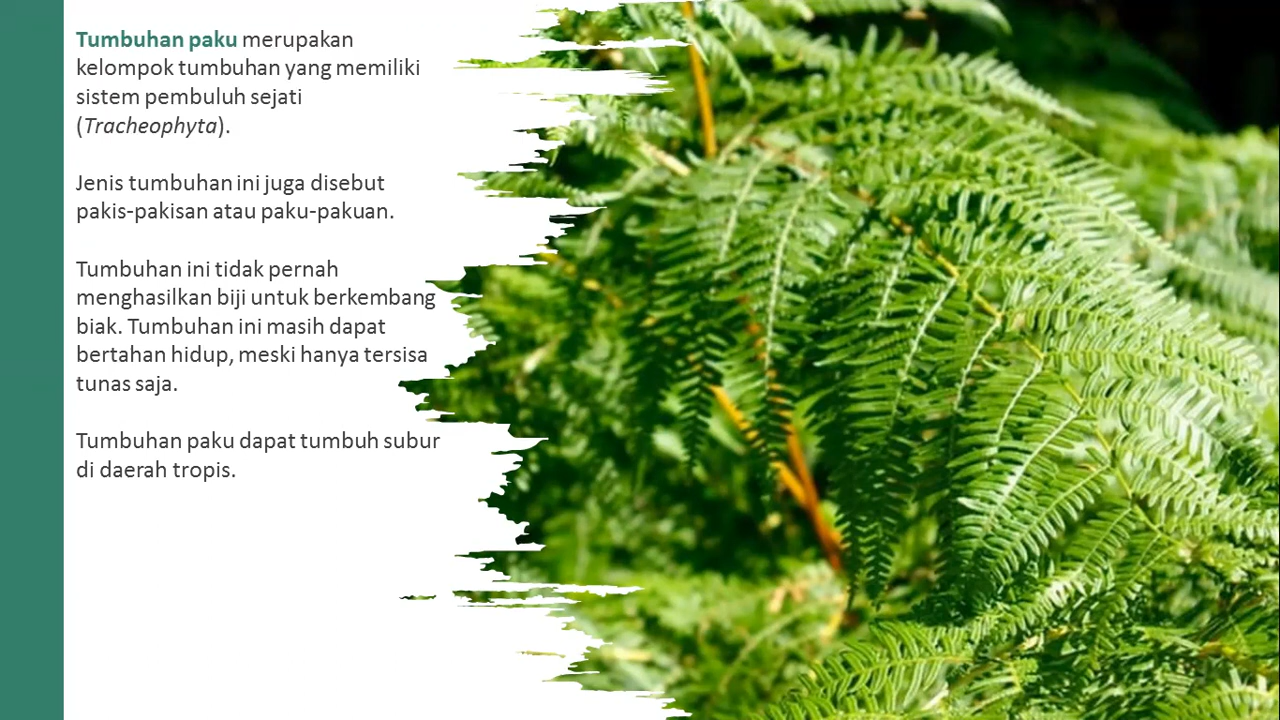 Tumbuhan paku merupakan
kelompok tumbuhan yang memiliki
sistem pembuluh sejati
(Tracheophyta).
Jenis tumbuhan ini juga disebut
pakis-pakisan atau paku-pakuan.
Tumbuhan ini tidak pernah
menghasilkan biji untuk berkembang
biak. Tumbuhan ini masih dapat
bertahan hidup, meski hanya tersisa
tunas saja.
Tumbuhan paku dapat tumbuh subur
di daerah tropis.